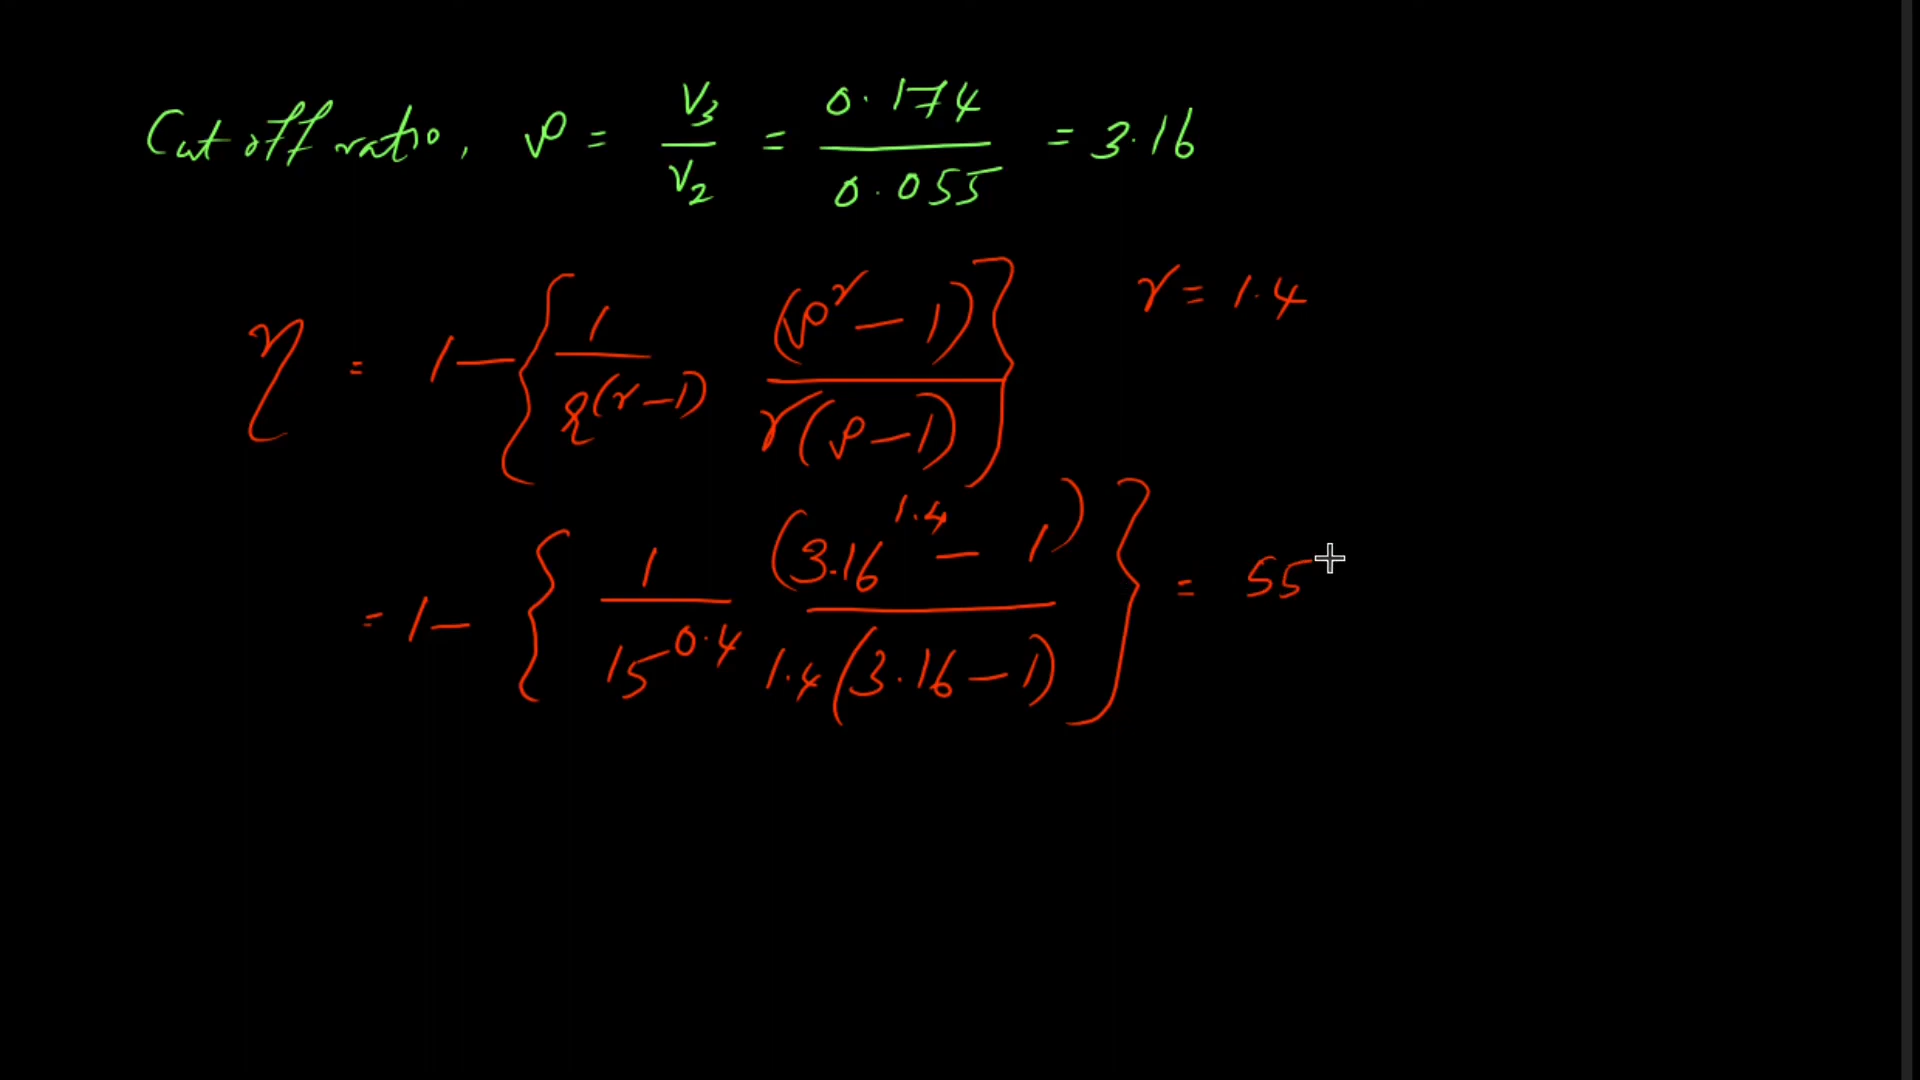 Cut off ratio, ρ = V3/V2 = 0.174/0.055 = 3.16
η = 1 - { 1/r^(γ-1) (ρ^γ - 1)/γ(ρ - 1) } γ = 1.4
= 1 - { 1/15^0.4 (3.16^1.4 - 1)/1.4(3.16 - 1) } = 55